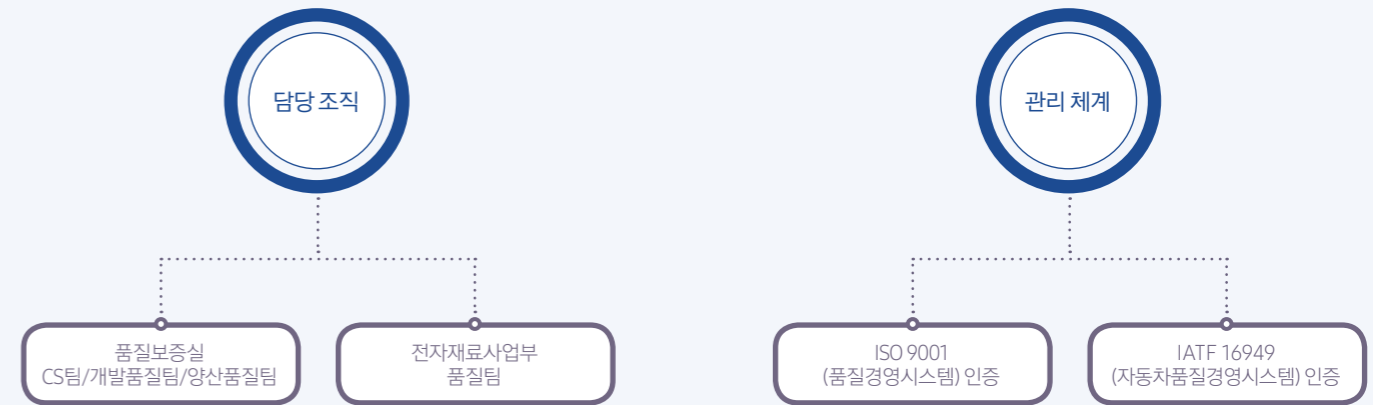 담당 조직
품질보증실
CS팀/개발품질팀/양산품질팀
전자재료사업부
품질팀
관리 체계
ISO 9001
(품질경영시스템) 인증
IATF 16949
(자동차품질경영시스템) 인증